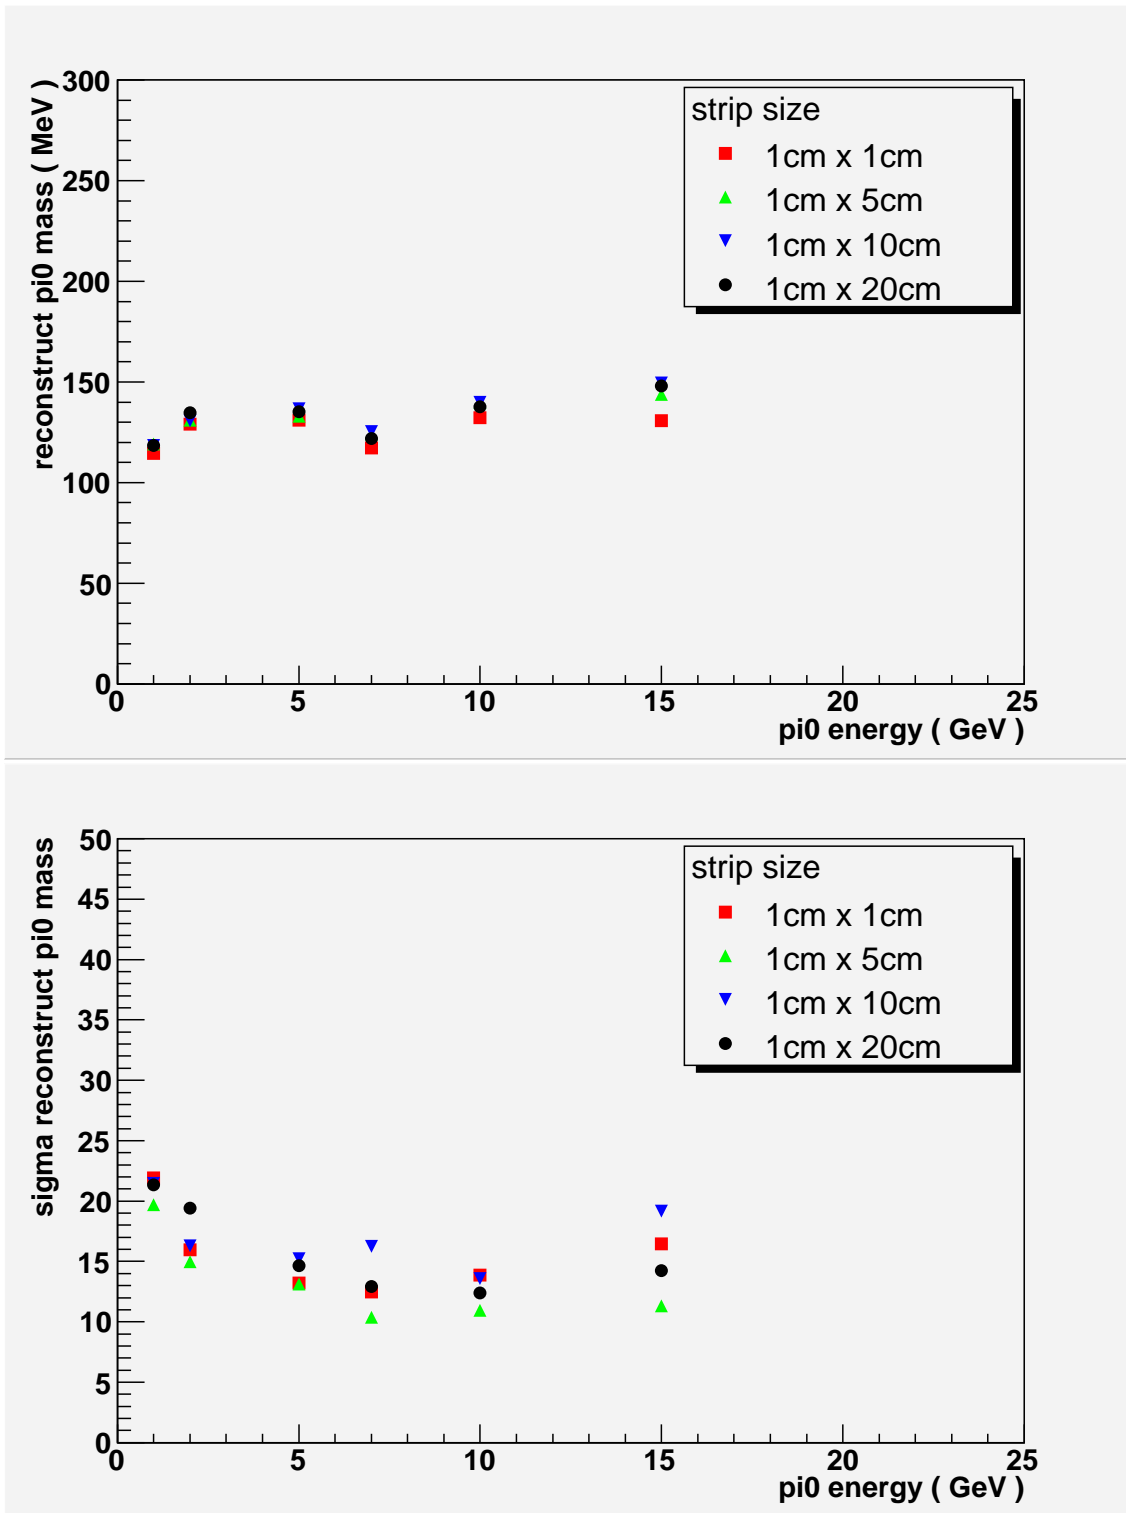 300
250
200
150
100
50
0
reconstruct pi0 mass ( MeV )
strip size
1cm x 1cm
1cm x 5cm
1cm x 10cm
1cm x 20cm
0 5 10 15 20 25
pi0 energy ( GeV )
50
45
40
35
30
25
20
15
10
5
0
sigma reconstruct pi0 mass
strip size
1cm x 1cm
1cm x 5cm
1cm x 10cm
1cm x 20cm
0 5 10 15 20 25
pi0 energy ( GeV )